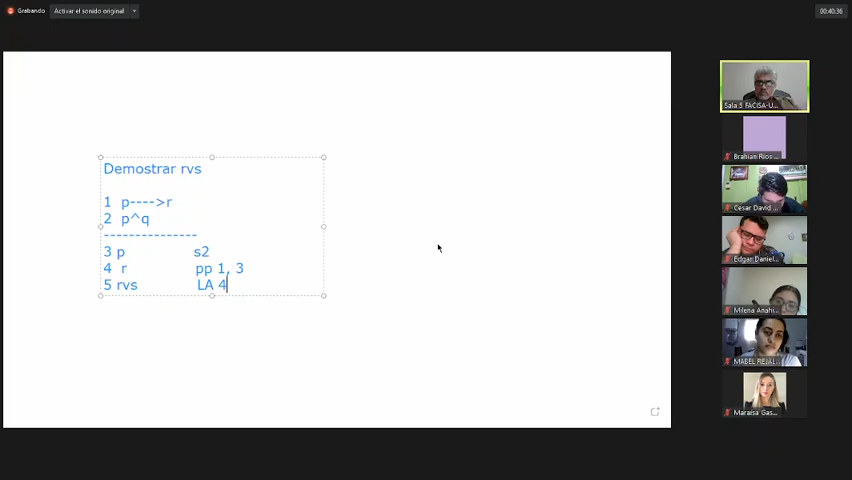 Grabando
Activar el sonido original
00:40:36
Demostrar rvs
1 p---->r
2 p^q
---------------
3 p s2
4 r pp 1, 3
5 rvs LA 4
Sala 5 FACISA-U...
Brahian Rios ...
Cesar David ...
Edgar Daniel...
Milena Anahi...
MABEL REJAL...
Maraisa Gas...